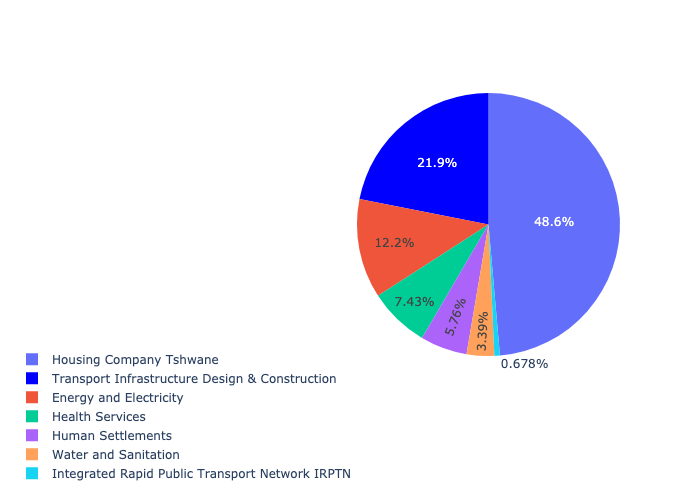 21.9%
48.6%
12.2%
7.43%
5.76%
3.39%
0.678%
Housing Company Tshwane
Transport Infrastructure Design & Construction
Energy and Electricity
Health Services
Human Settlements
Water and Sanitation
Integrated Rapid Public Transport Network IRPTN